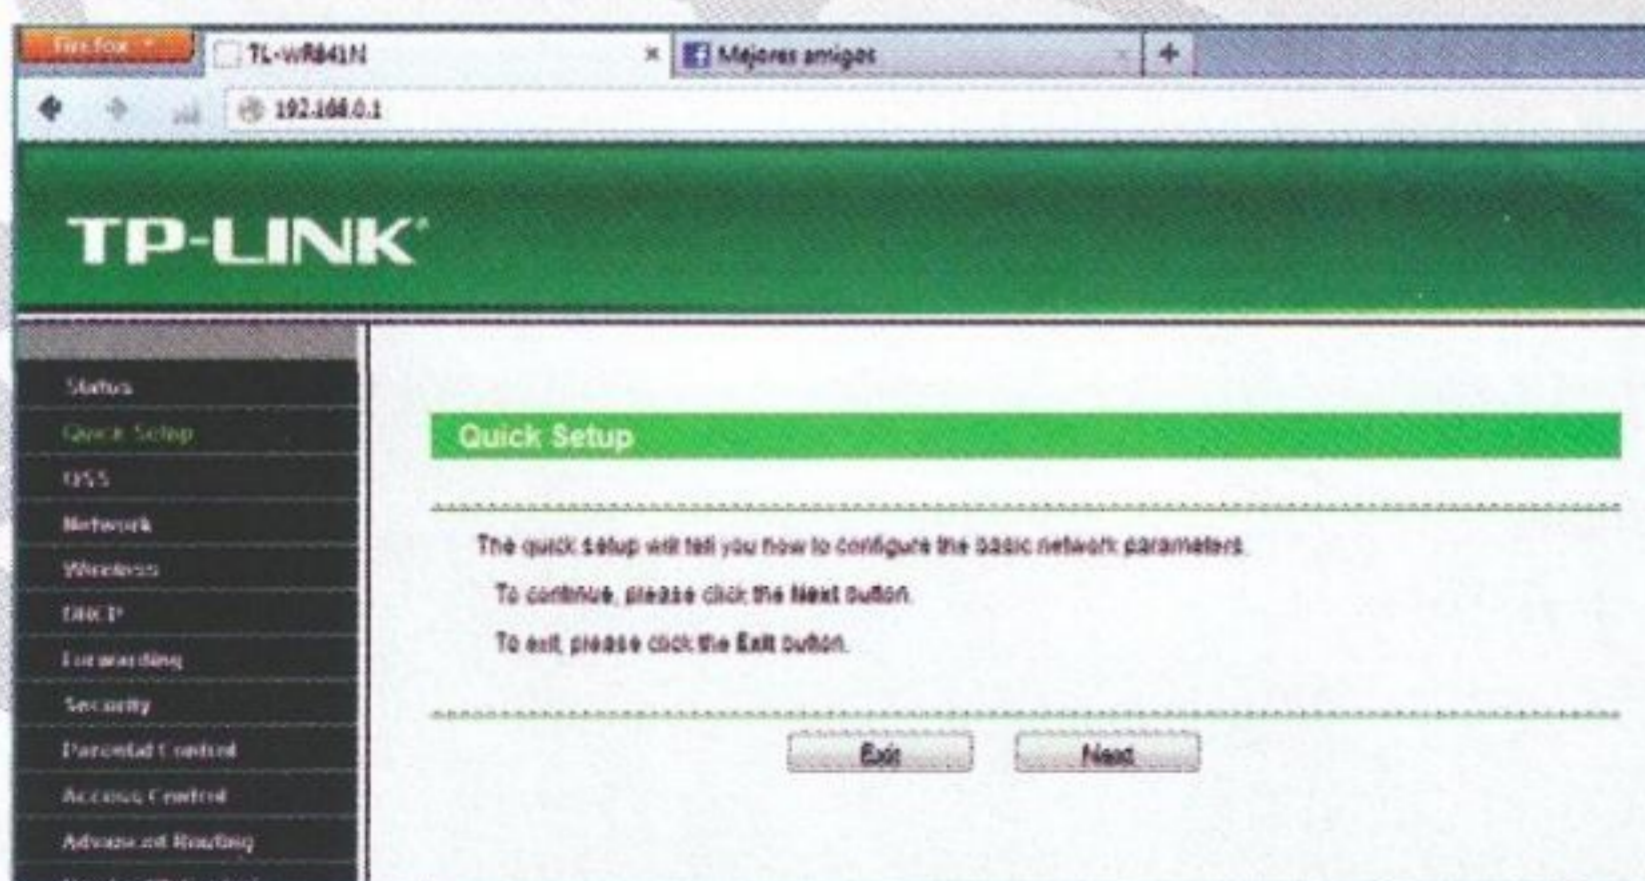 Firefox
TL-WR841N
Mejores amigos
192.168.0.1
TP-LINK®
Status
Quick Setup
QSS
Network
Wireless
DHCP
Forwarding
Security
Parental Control
Access Control
Advanced Routing
Quick Setup
The quick setup will tell you how to configure the basic network parameters.
To continue, please click the Next button.
To exit, please click the Exit button.
Exit
Next